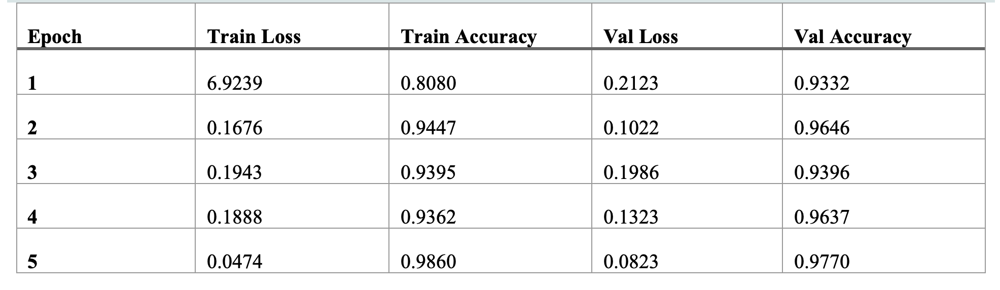 Epoch Train Loss Train Accuracy Val Loss Val Accuracy
1 6.9239 0.8080 0.2123 0.9332
2 0.1676 0.9447 0.1022 0.9646
3 0.1943 0.9395 0.1986 0.9396
4 0.1888 0.9362 0.1323 0.9637
5 0.0474 0.9860 0.0823 0.9770